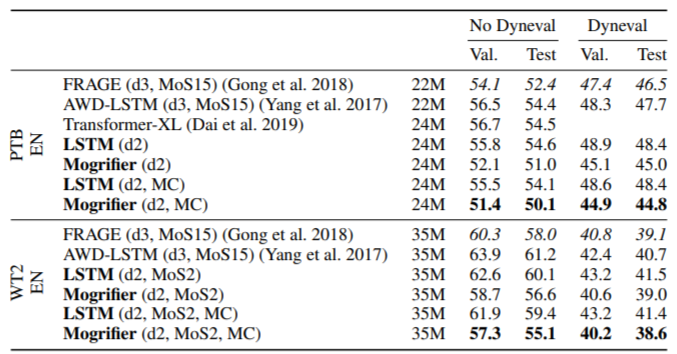 No Dyneval Dyneval
Val. Test Val. Test
PTB EN
FRAGE (d3, MoS15) (Gong et al. 2018) 22M 54.1 52.4 47.4 46.5
AWD-LSTM (d3, MoS15) (Yang et al. 2017) 22M 56.5 54.4 48.3 47.7
Transformer-XL (Dai et al. 2019) 24M 56.7 54.5
LSTM (d2) 24M 55.8 54.6 48.9 48.4
Mogrifier (d2) 24M 52.1 51.0 45.1 45.0
LSTM (d2, MC) 24M 55.5 54.1 48.6 48.4
Mogrifier (d2, MC) 24M 51.4 50.1 44.9 44.8
WT2 EN
FRAGE (d3, MoS15) (Gong et al. 2018) 35M 60.3 58.0 40.8 39.1
AWD-LSTM (d3, MoS15) (Yang et al. 2017) 35M 63.9 61.2 42.4 40.7
LSTM (d2, MoS2) 35M 62.6 60.1 43.2 41.5
Mogrifier (d2, MoS2) 35M 58.7 56.6 40.6 39.0
LSTM (d2, MoS2, MC) 35M 61.9 59.4 43.2 41.4
Mogrifier (d2, MoS2, MC) 35M 57.3 55.1 40.2 38.6